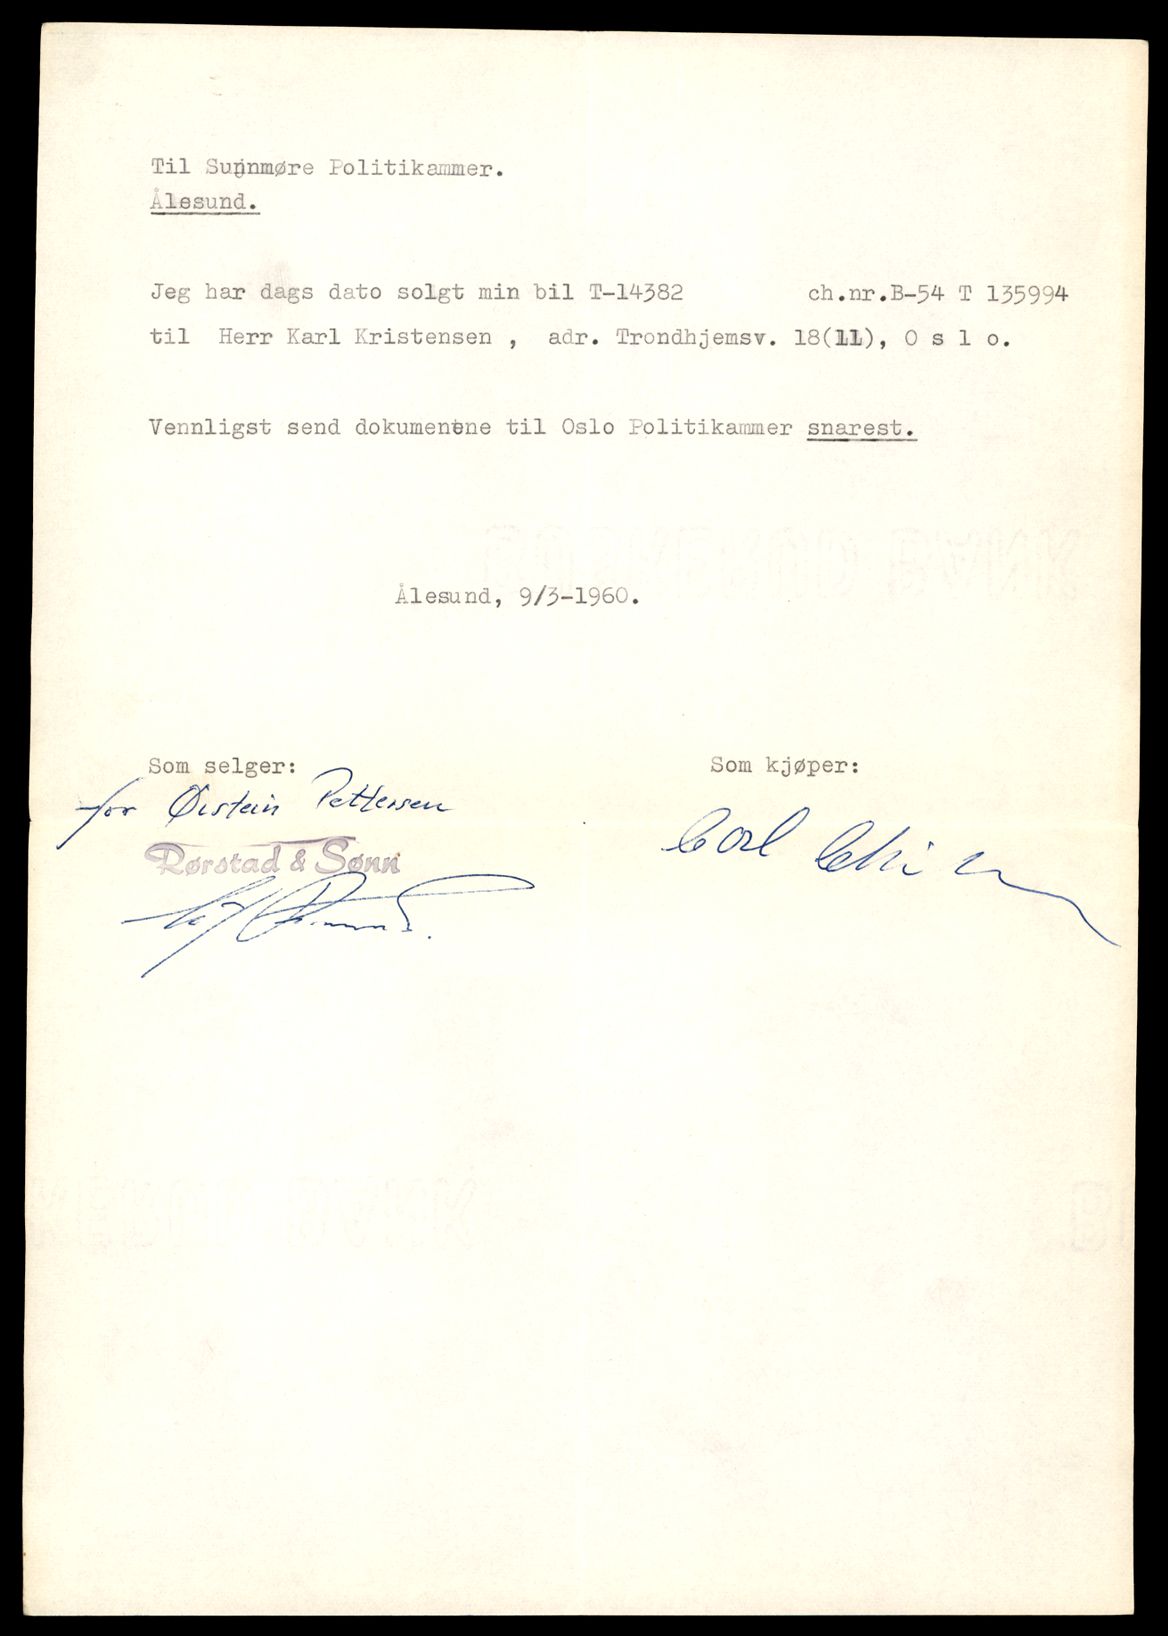 Til Sunnmøre Politikammer.
Ålesund.
Jeg har dags dato solgt min bil T-14382 ch.nr.B-54 T 135994
til Herr Karl Kristensen , adr. Trondhjemsv. 18(11), O s l o.
Vennligst send dokumentene til Oslo Politikammer snarest.
Ålesund, 9/3-1960.
Som selger: Som kjøper:
for Øistein Pettersen
Rørstad & Sønn
Carl